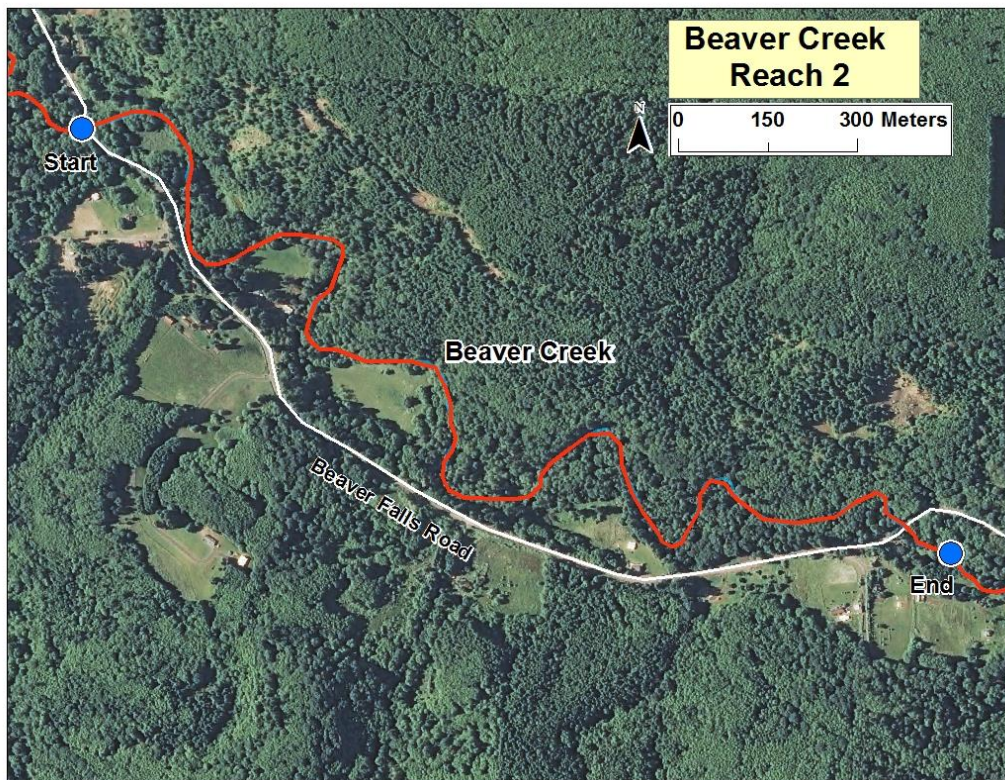 Beaver Creek
Reach 2
N
0 150 300 Meters
Start
Beaver Creek
Beaver Falls Road
End